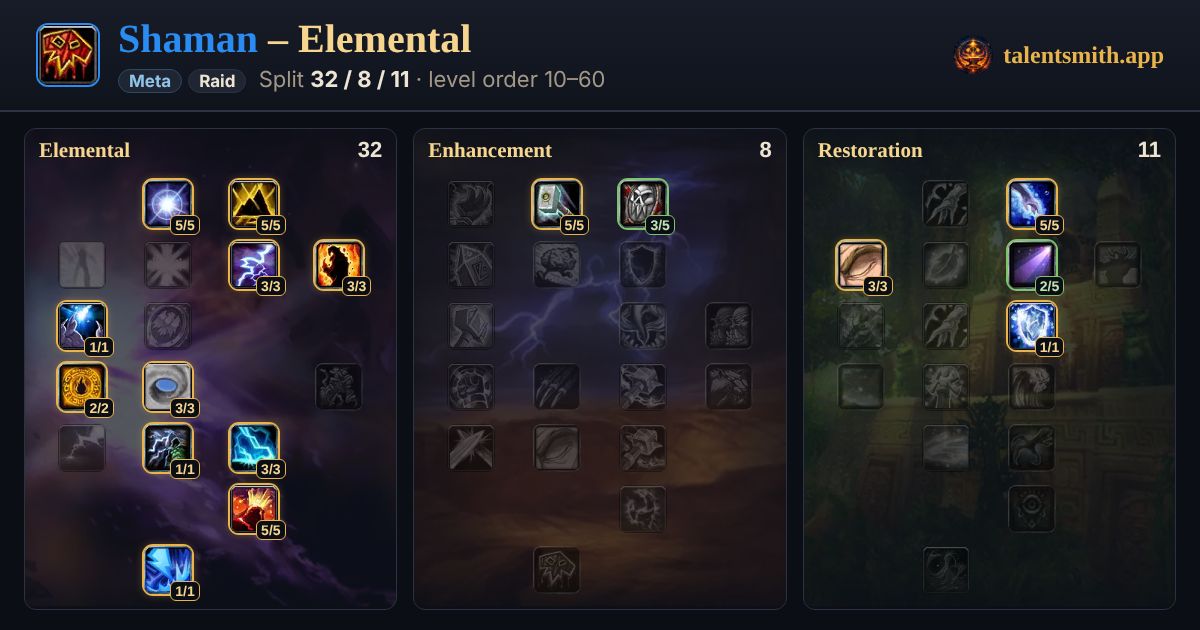 Shaman – Elemental
talentsmith.app
Meta Raid Split 32 / 8 / 11 · level order 10–60
Elemental 32
5/5 5/5
3/3 3/3
1/1
2/2 3/3
1/1 3/3
5/5
1/1
Enhancement 8
5/5 3/5
Restoration 11
5/5
3/3 2/5
1/1